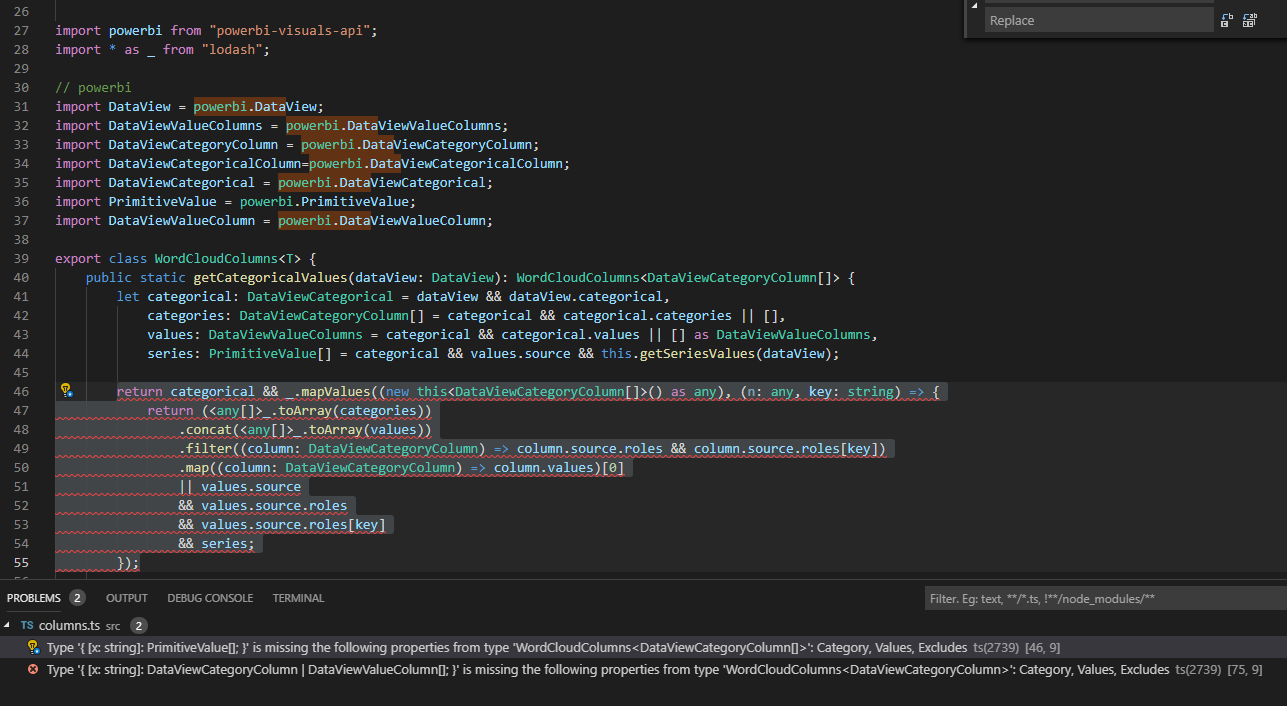 Replace
26
27 import powerbi from "powerbi-visuals-api";
28 import * as _ from "lodash";
29
30 // powerbi
31 import DataView = powerbi.DataView;
32 import DataViewValueColumns = powerbi.DataViewValueColumns;
33 import DataViewCategoryColumn = powerbi.DataViewCategoryColumn;
34 import DataViewCategoricalColumn=powerbi.DataViewCategoricalColumn;
35 import DataViewCategorical = powerbi.DataViewCategorical;
36 import PrimitiveValue = powerbi.PrimitiveValue;
37 import DataViewValueColumn = powerbi.DataViewValueColumn;
38
39 export class WordCloudColumns<T> {
40 public static getCategoricalValues(dataView: DataView): WordCloudColumns<DataViewCategoryColumn[]> {
41 let categorical: DataViewCategorical = dataView && dataView.categorical,
42 categories: DataViewCategoryColumn[] = categorical && categorical.categories || [],
43 values: DataViewValueColumns = categorical && categorical.values || [] as DataViewValueColumns,
44 series: PrimitiveValue[] = categorical && values.source && this.getSeriesValues(dataView);
45
46 return categorical && _.mapValues((new this<DataViewCategoryColumn[]>() as any), (n: any, key: string) => {
47 return (<any[]>_.toArray(categories))
48 .concat(<any[]>_.toArray(values))
49 .filter((column: DataViewCategoryColumn) => column.source.roles && column.source.roles[key])
50 .map((column: DataViewCategoryColumn) => column.values)[0]
51 || values.source
52 && values.source.roles
53 && values.source.roles[key]
54 && series;
55 });
PROBLEMS 2 OUTPUT DEBUG CONSOLE TERMINAL Filter. Eg: text, **/*.ts, !**/node_modules/**
TS columns.ts src 2
Type '{ [x: string]: PrimitiveValue[]; }' is missing the following properties from type 'WordCloudColumns<DataViewCategoryColumn[]>': Category, Values, Excludes ts(2739) [46, 9]
Type '{ [x: string]: DataViewCategoryColumn | DataViewValueColumn[]; }' is missing the following properties from type 'WordCloudColumns<DataViewCategoryColumn>': Category, Values, Excludes ts(2739) [75, 9]